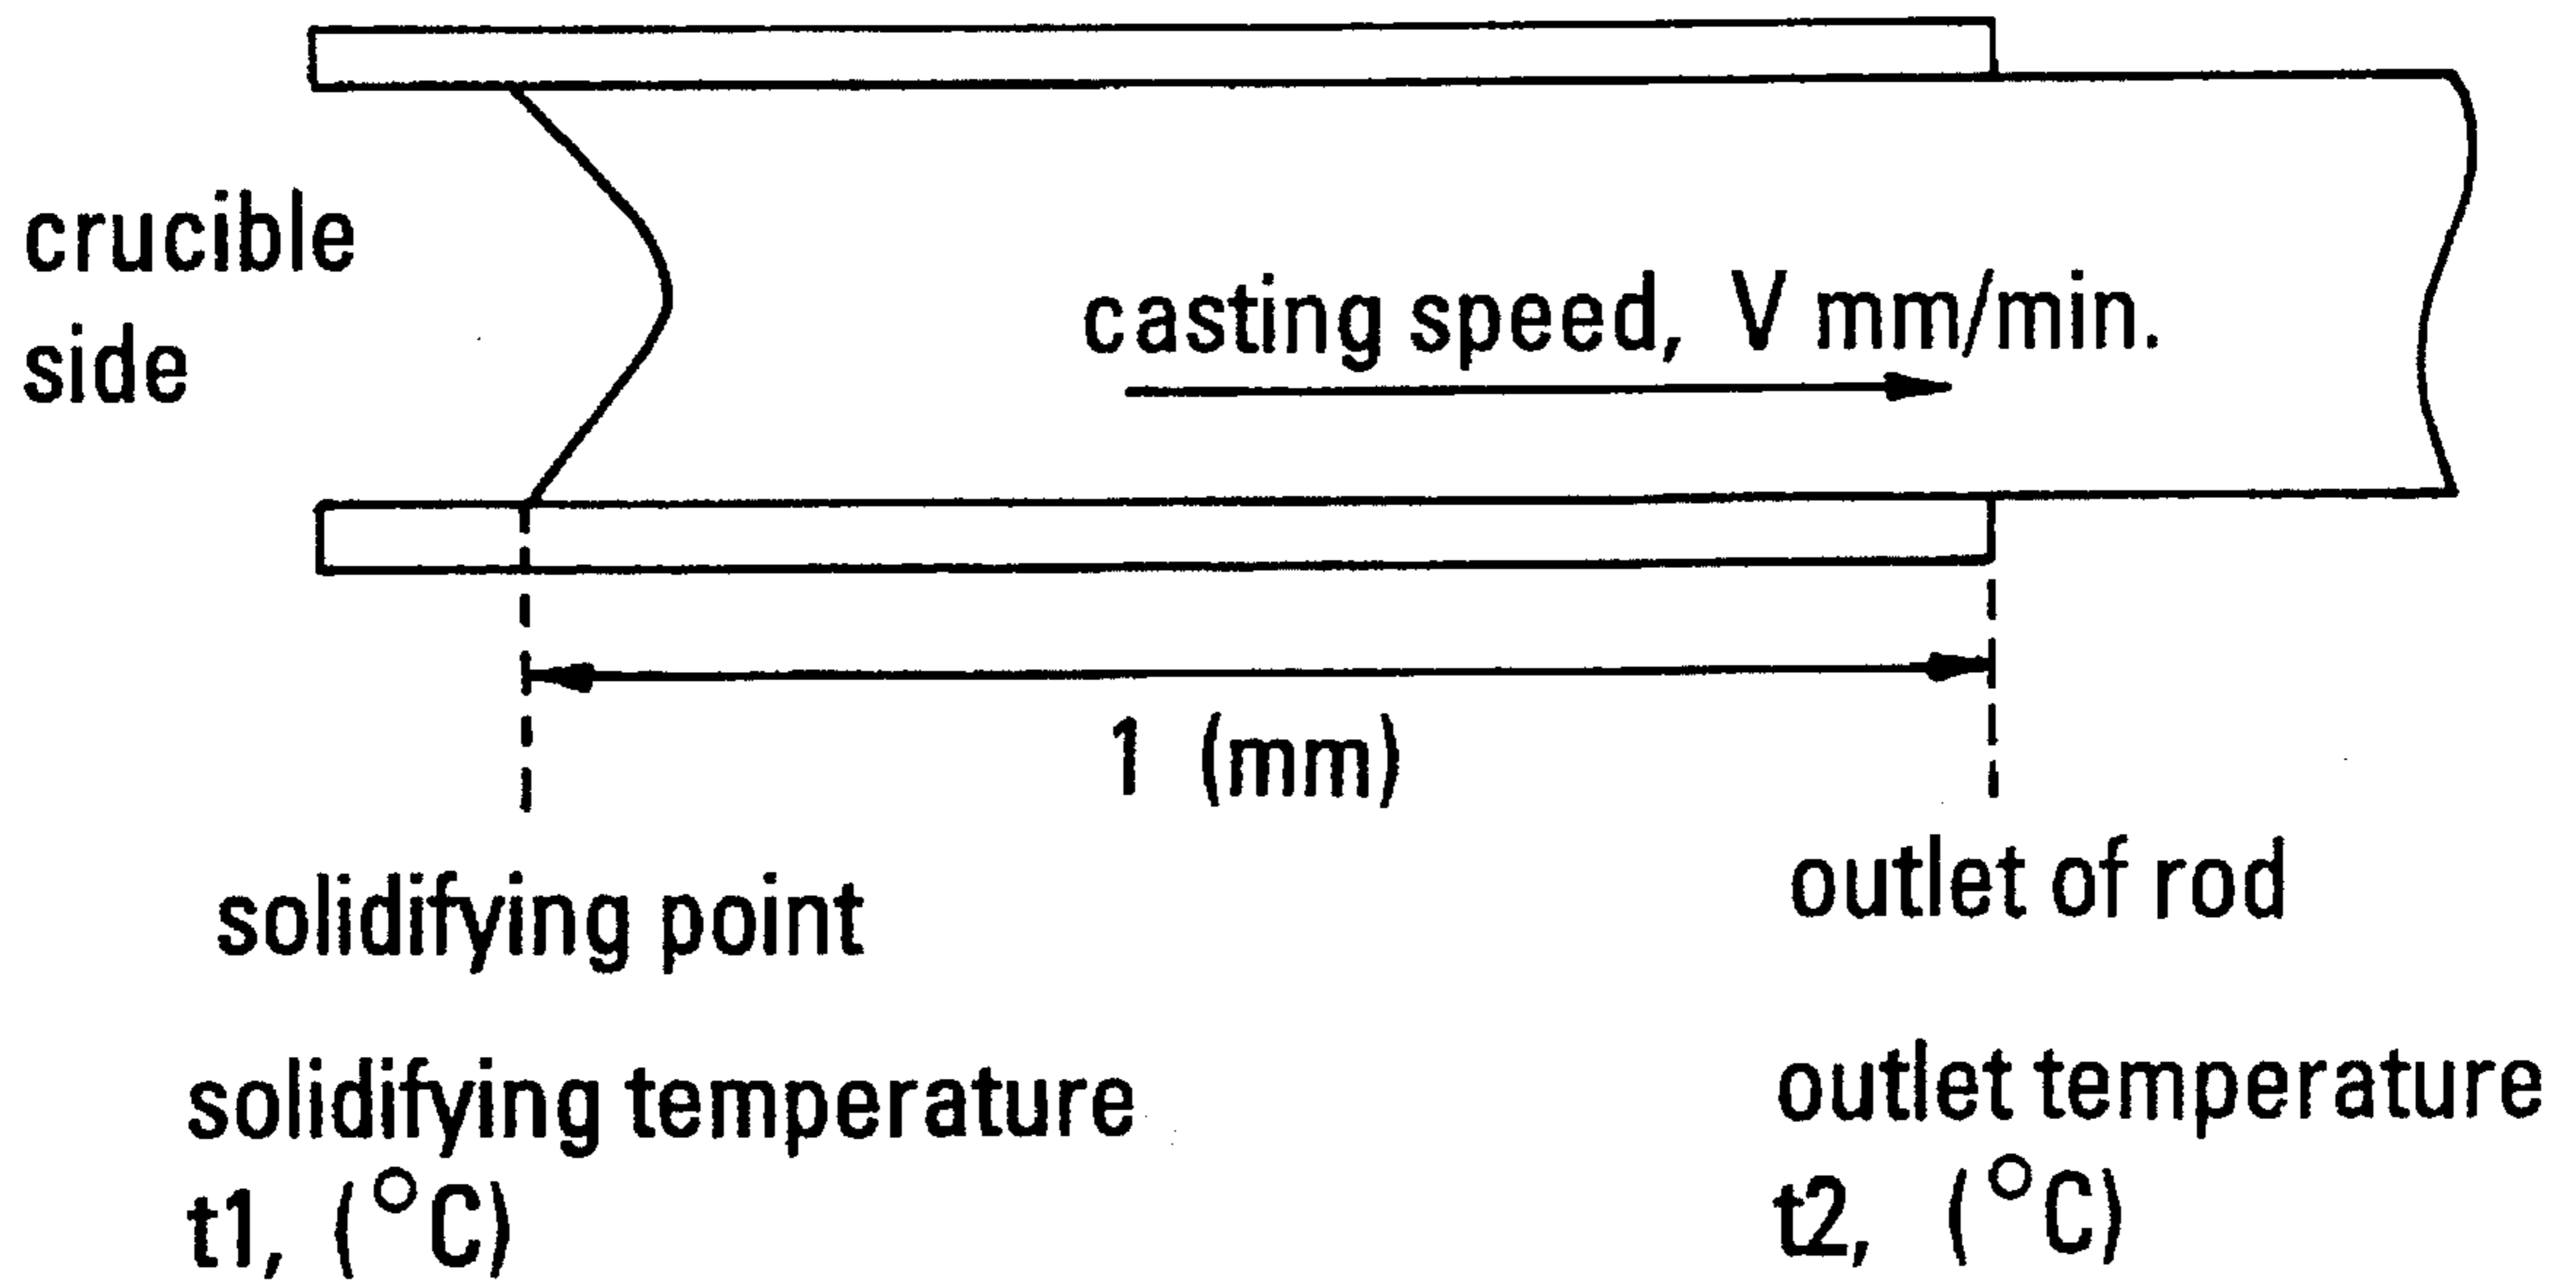 crucible
side
casting speed, V mm/min.
1 (mm)
solidifying point
outlet of rod
solidifying temperature
t1, (°C)
outlet temperature
t2, (°C)